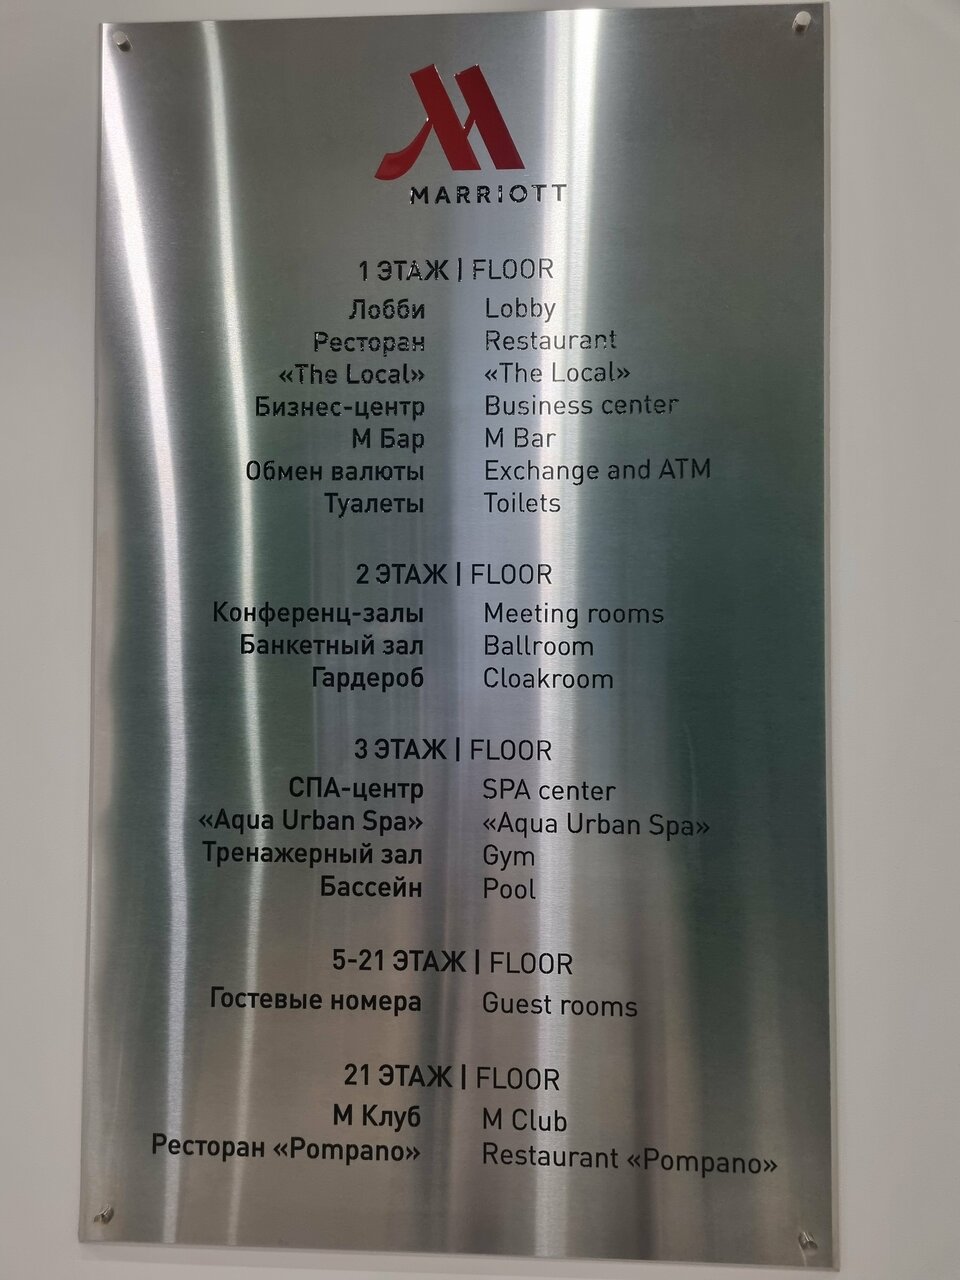 MARRIOTT
1 ЭТАЖ | FLOOR
Лобби Lobby
Ресторан Restaurant
«The Local» «The Local»
Бизнес-центр Business center
М Бар M Bar
Обмен валюты Exchange and ATM
Туалеты Toilets
2 ЭТАЖ | FLOOR
Конференц-залы Meeting rooms
Банкетный зал Ballroom
Гардероб Cloakroom
3 ЭТАЖ | FLOOR
СПА-центр SPA center
«Aqua Urban Spa» «Aqua Urban Spa»
Тренажерный зал Gym
Бассейн Pool
5-21 ЭТАЖ | FLOOR
Гостевые номера Guest rooms
21 ЭТАЖ | FLOOR
М Клуб M Club
Ресторан «Pompano» Restaurant «Pompano»